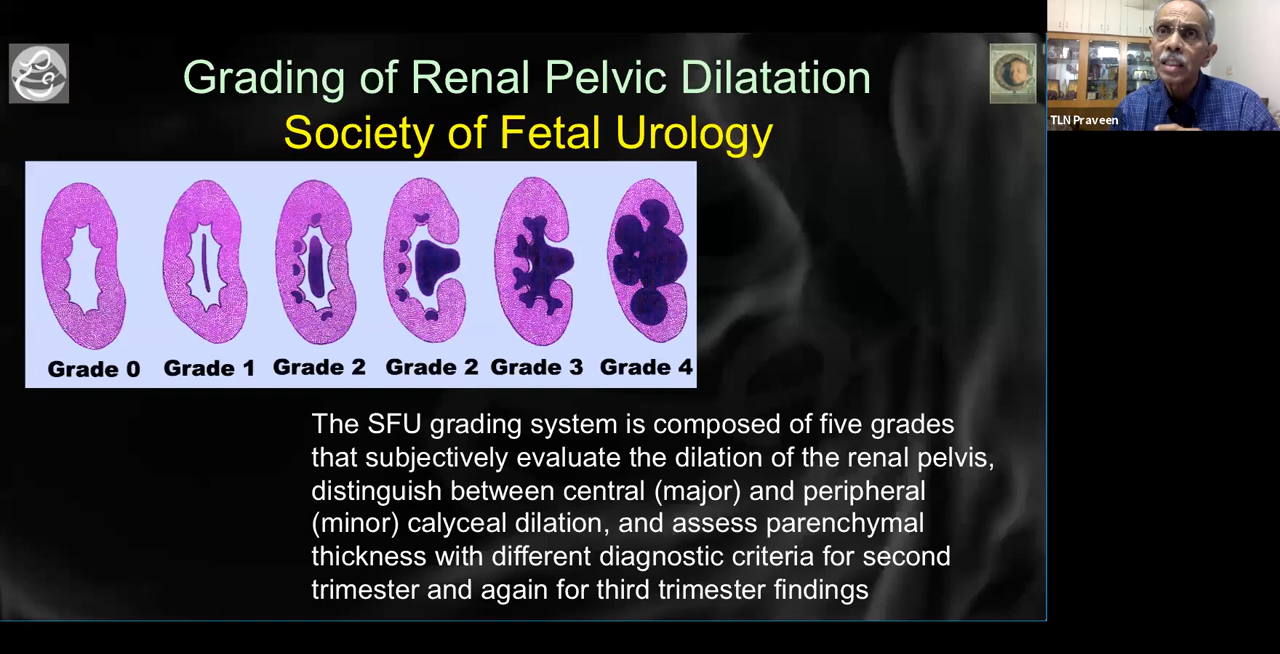 Grading of Renal Pelvic Dilatation
Society of Fetal Urology
TLN Praveen
Grade 0 Grade 1 Grade 2 Grade 2 Grade 3 Grade 4
The SFU grading system is composed of five grades
that subjectively evaluate the dilation of the renal pelvis,
distinguish between central (major) and peripheral
(minor) calyceal dilation, and assess parenchymal
thickness with different diagnostic criteria for second
trimester and again for third trimester findings